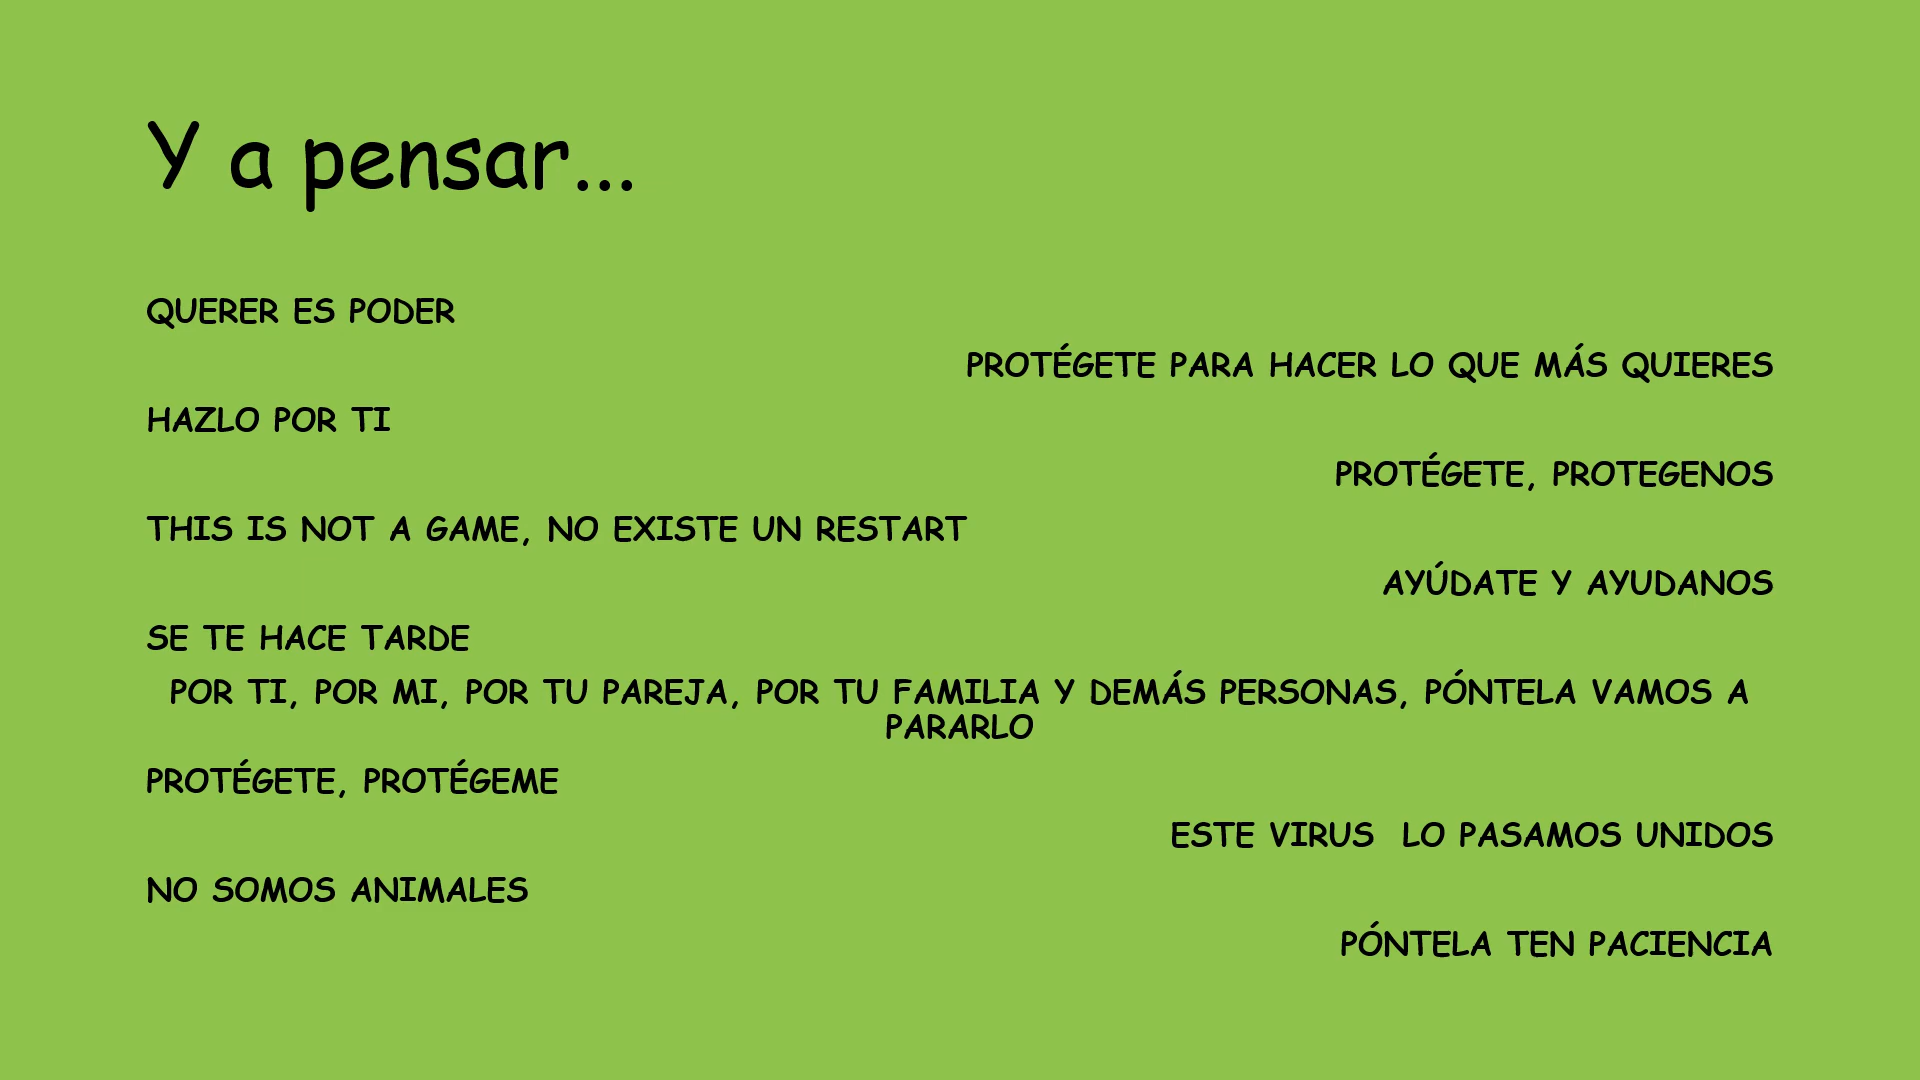 Y a pensar...
QUERER ES PODER
PROTÉGETE PARA HACER LO QUE MÁS QUIERES
HAZLO POR TI
PROTÉGETE, PROTEGENOS
THIS IS NOT A GAME, NO EXISTE UN RESTART
AYÚDATE Y AYUDANOS
SE TE HACE TARDE
POR TI, POR MI, POR TU PAREJA, POR TU FAMILIA Y DEMÁS PERSONAS, PÓNTELA VAMOS A
PARARLO
PROTÉGETE, PROTÉGEME
ESTE VIRUS  LO PASAMOS UNIDOS
NO SOMOS ANIMALES
PÓNTELA TEN PACIENCIA